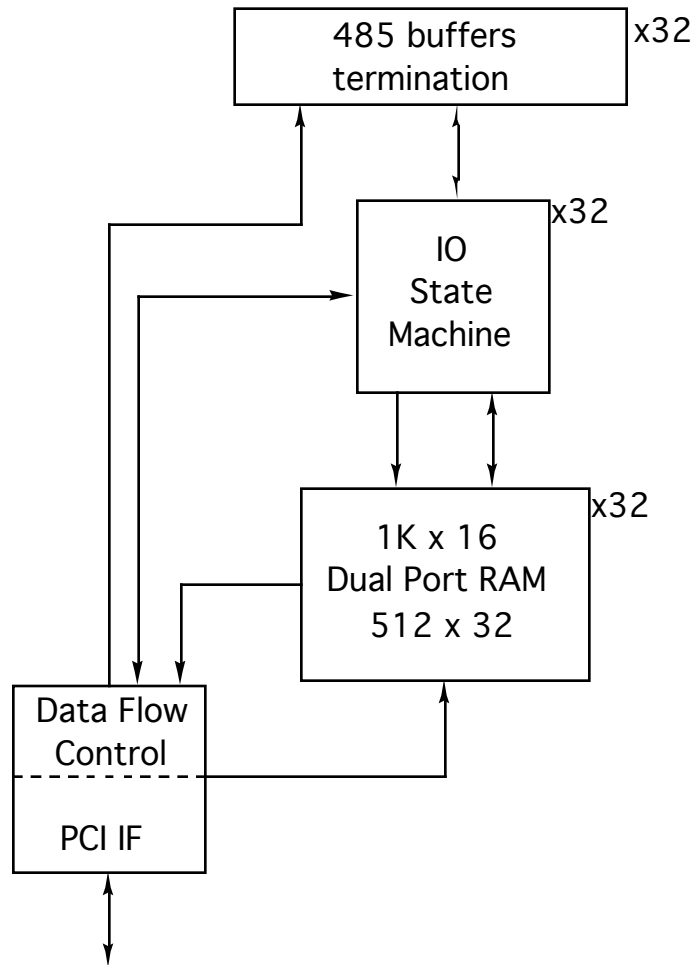 485 buffers
termination
x32
IO
State
Machine
x32
1K x 16
Dual Port RAM
512 x 32
x32
Data Flow
Control
PCI IF